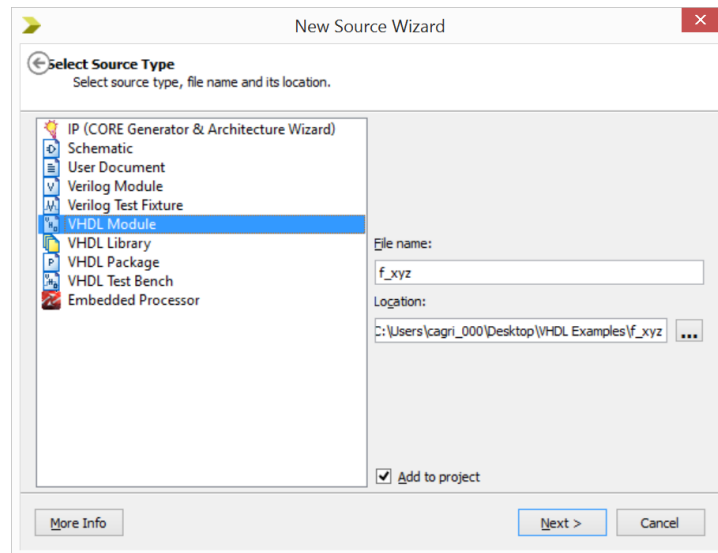 New Source Wizard
Select Source Type
Select source type, file name and its location.
IP (CORE Generator & Architecture Wizard)
Schematic
User Document
Verilog Module
Verilog Test Fixture
VHDL Module
VHDL Library
VHDL Package
VHDL Test Bench
Embedded Processor
File name:
f_xyz
Location:
C:\Users\cagri_000\Desktop\VHDL Examples\f_xyz
...
Add to project
More Info
Next >
Cancel